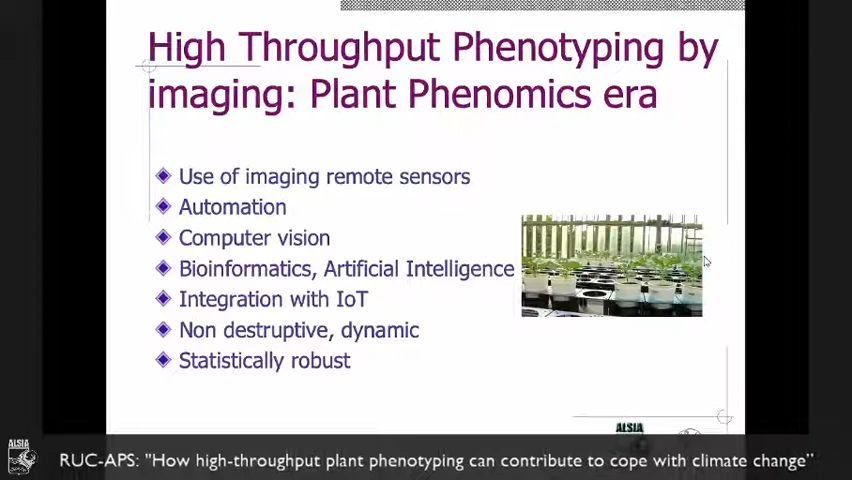 High Throughput Phenotyping by
imaging: Plant Phenomics era
Use of imaging remote sensors
Automation
Computer vision
Bioinformatics, Artificial Intelligence
Integration with IoT
Non destructive, dynamic
Statistically robust
ALSIA
ALSIA
RUC-APS: "How high-throughput plant phenotyping can contribute to cope with climate change"